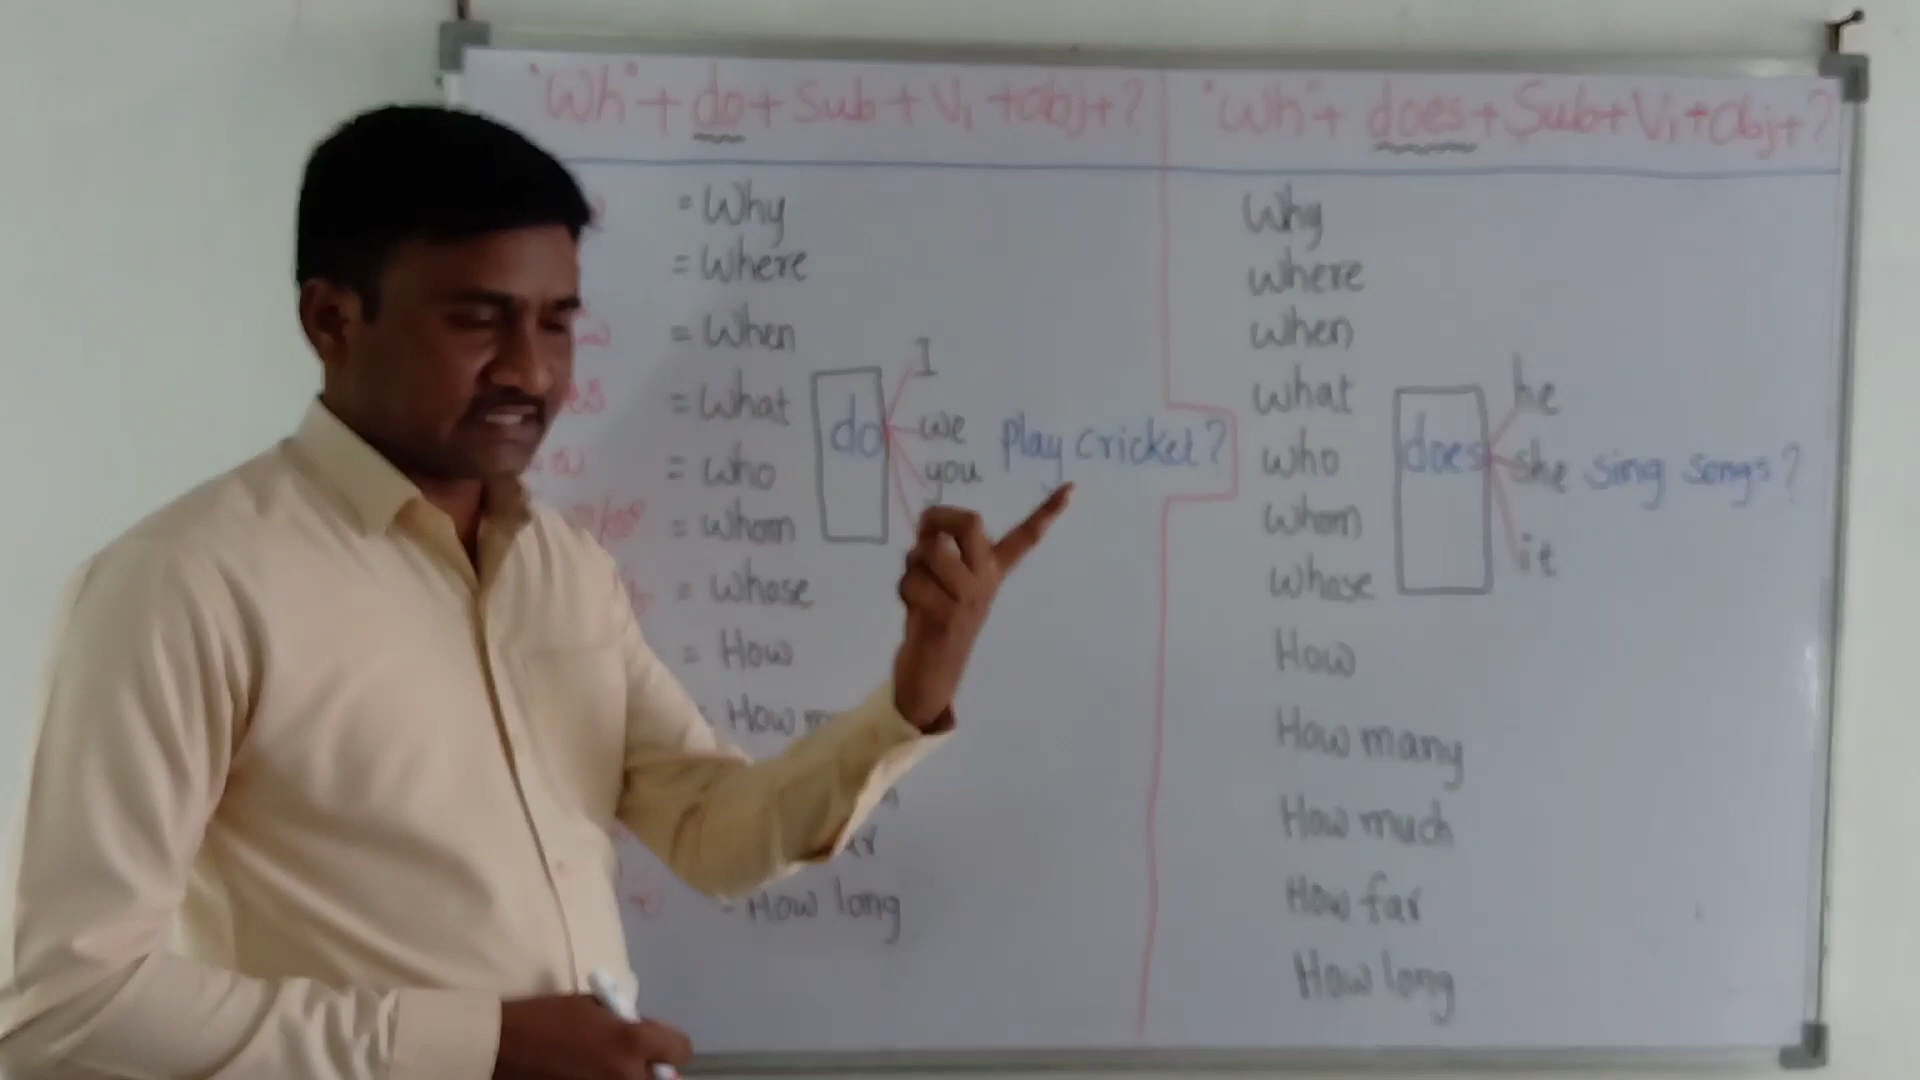 "Wh" + do + Sub + V1 + obj + ?
= Why
= Where
= When
= What
= who
= whom
= whose
= How
= How
= How long
do
I
we
you
play cricket?
"Wh" + does + Sub + V1 + obj + ?
Why
where
when
what
who
whom
whose
How
How many
How much
How far
How long
does
he
she
it
sing songs?